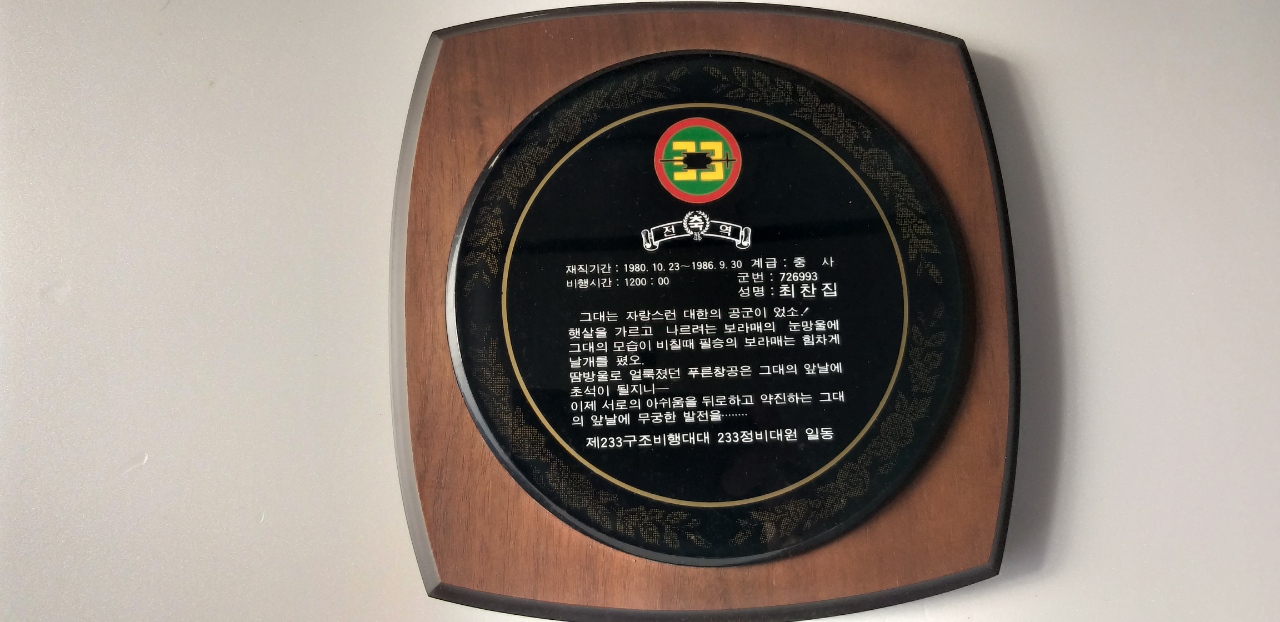 33
전 축 역
재직기간 : 1980. 10. 23~1986. 9. 30 계급 : 중 사
비행시간 : 1200 : 00 군번 : 726993
성명 : 최찬집
그대는 자랑스런 대한의 공군이 었소!
햇살을 가르고 나르려는 보라매의 눈망울에
그대의 모습이 비칠때 필승의 보라매는 힘차게
날개를 폈오.
땀방울로 얼룩졌던 푸른창공은 그대의 앞날에
초석이 될지니—
이제 서로의 아쉬움을 뒤로하고 약진하는 그대
의 앞날에 무궁한 발전을········
제233구조비행대대 233정비대원 일동